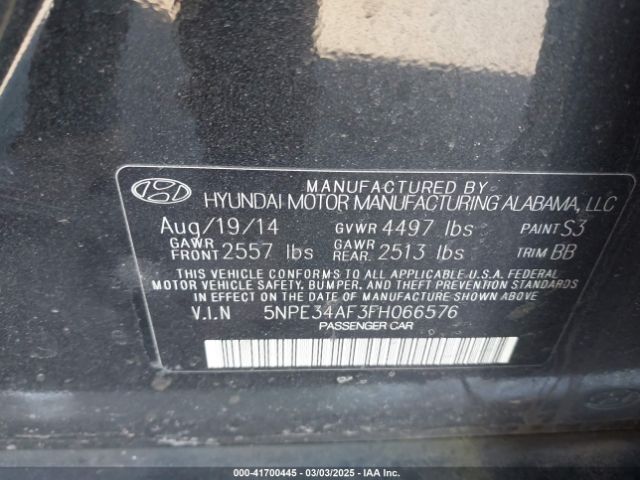 MANUFACTURED BY
HYUNDAI MOTOR MANUFACTURING ALABAMA, LLC
Aug/19/14 GVWR 4497 lbs PAINT S3
GAWR FRONT 2557 lbs GAWR REAR. 2513 lbs TRIM BB
THIS VEHICLE CONFORMS TO ALL APPLICABLE U.S.A. FEDERAL
MOTOR VEHICLE SAFETY, BUMPER, AND THEFT PREVENTION STANDARDS
IN EFFECT ON THE DATE OF MANUFACTURE SHOWN ABOVE.
V.I.N 5NPE34AF3FH066576
PASSENGER CAR
000-41700445 - 03/03/2025 - IAA Inc.